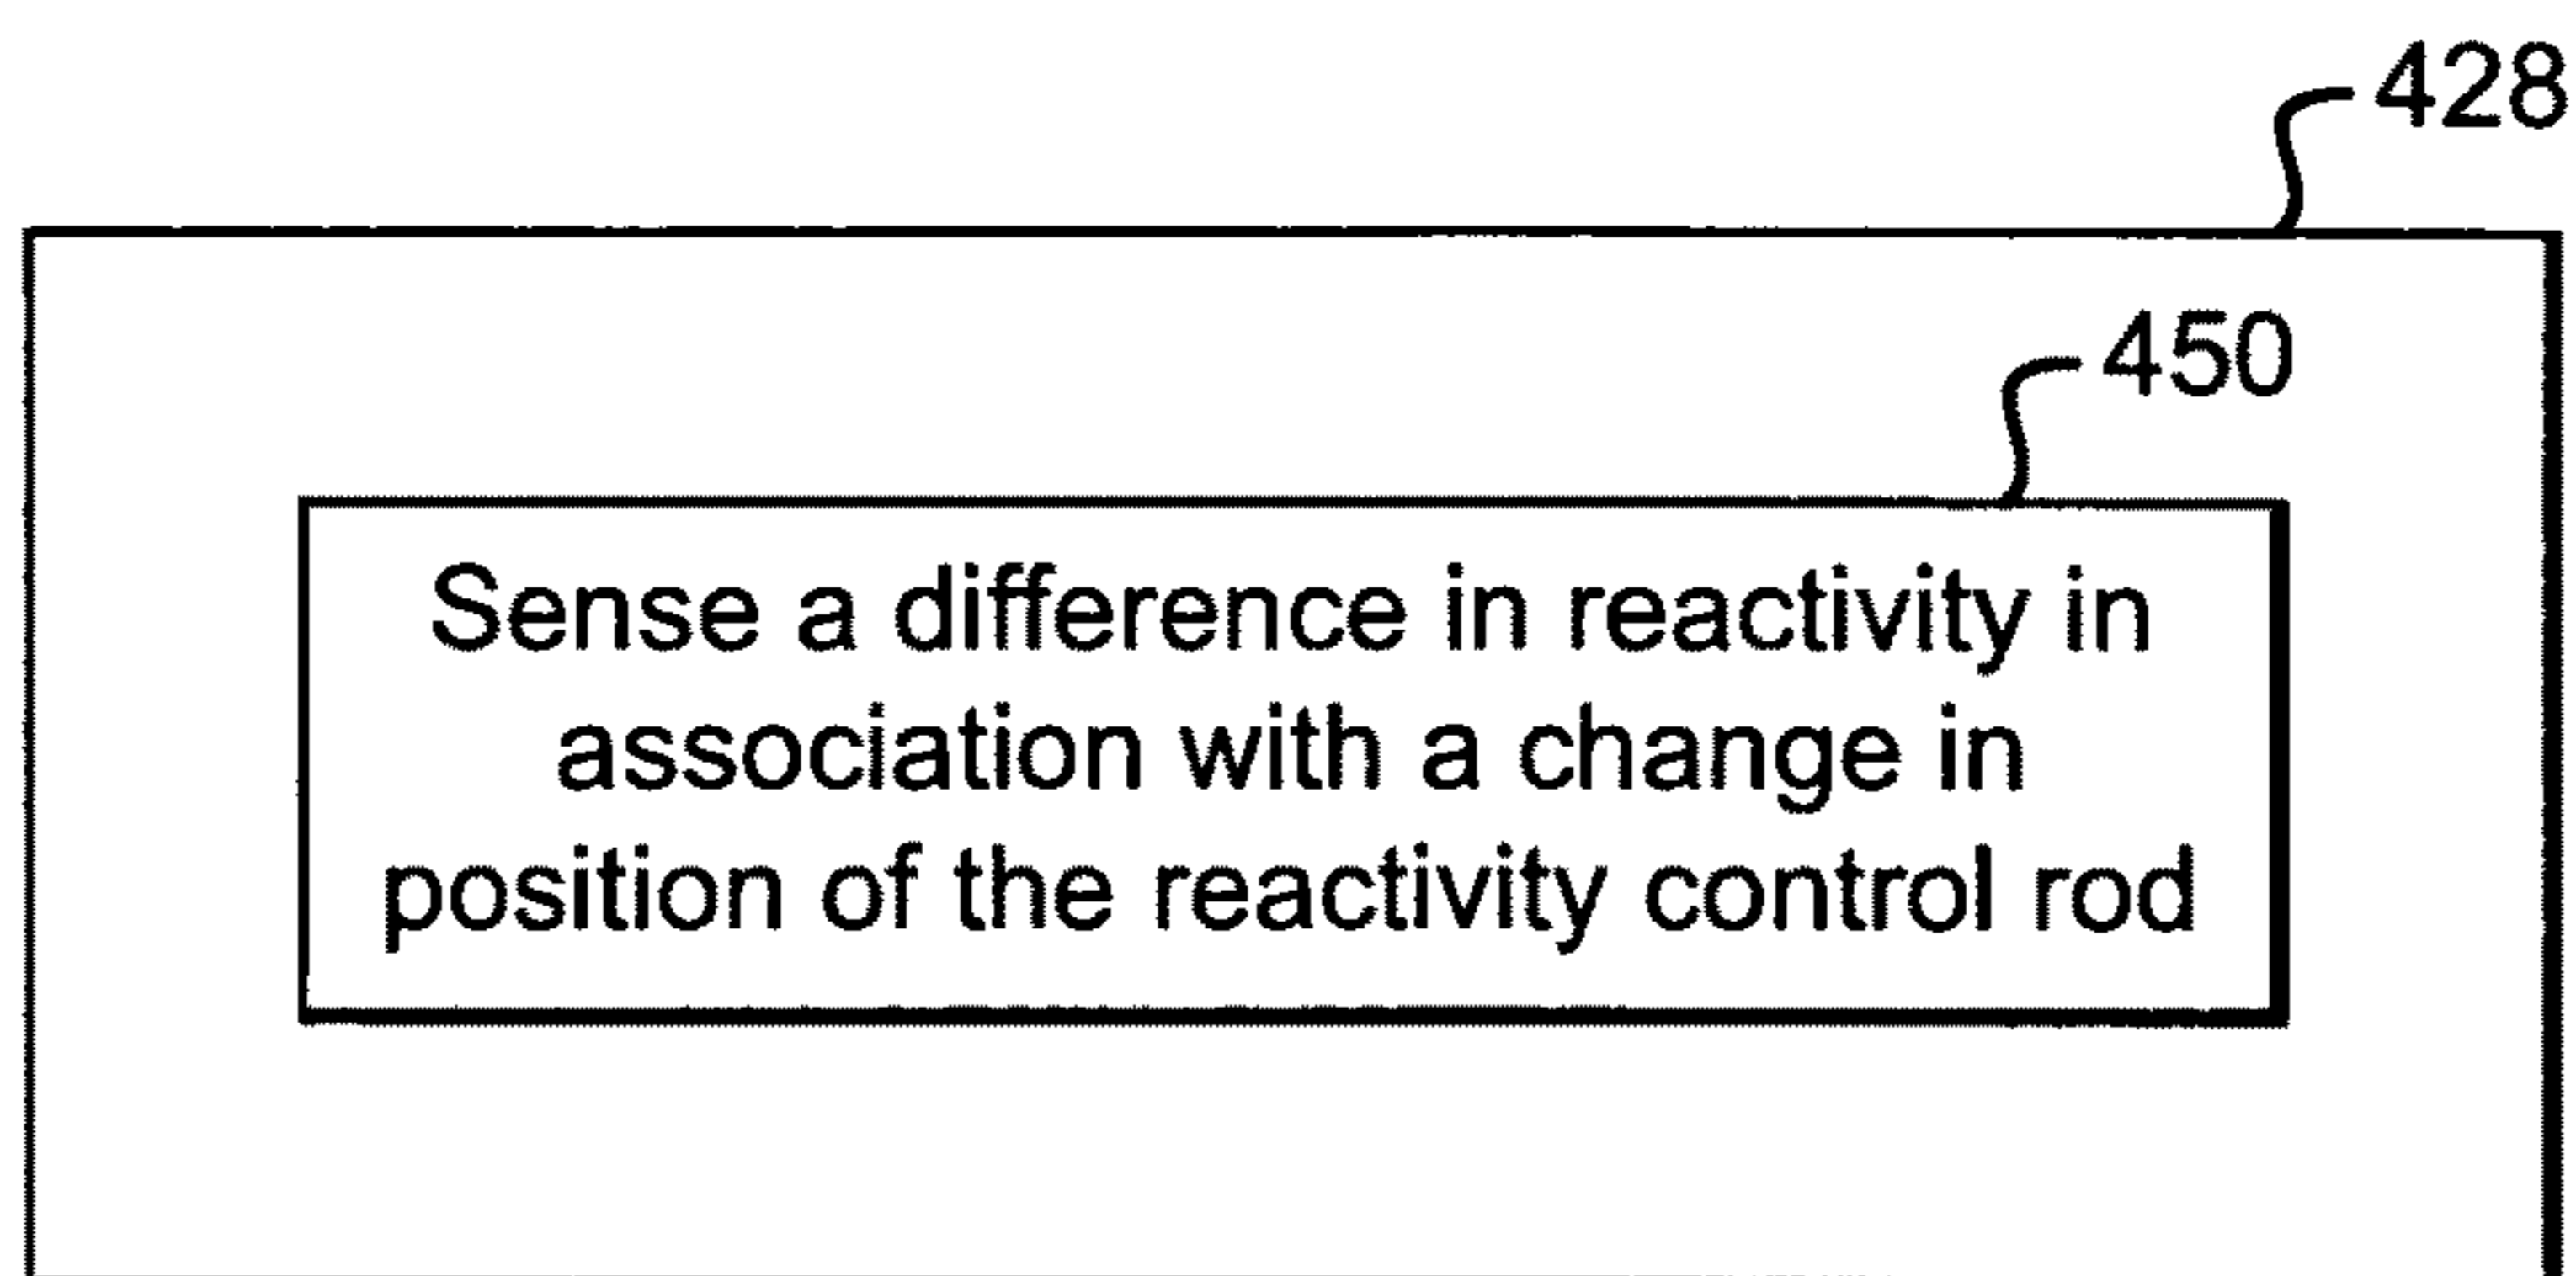 428
450
Sense a difference in reactivity in
association with a change in
position of the reactivity control rod